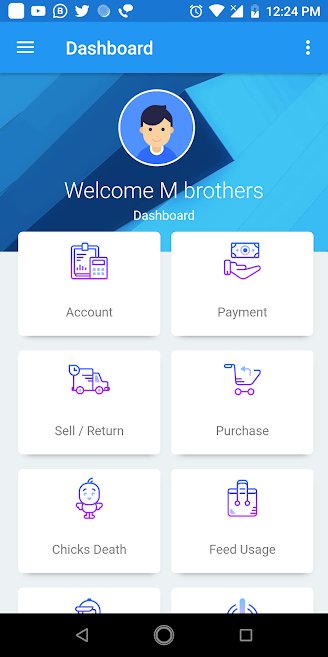 12:24 PM
Dashboard
Welcome M brothers
Dashboard
Account
Payment
Sell / Return
Purchase
Chicks Death
Feed Usage